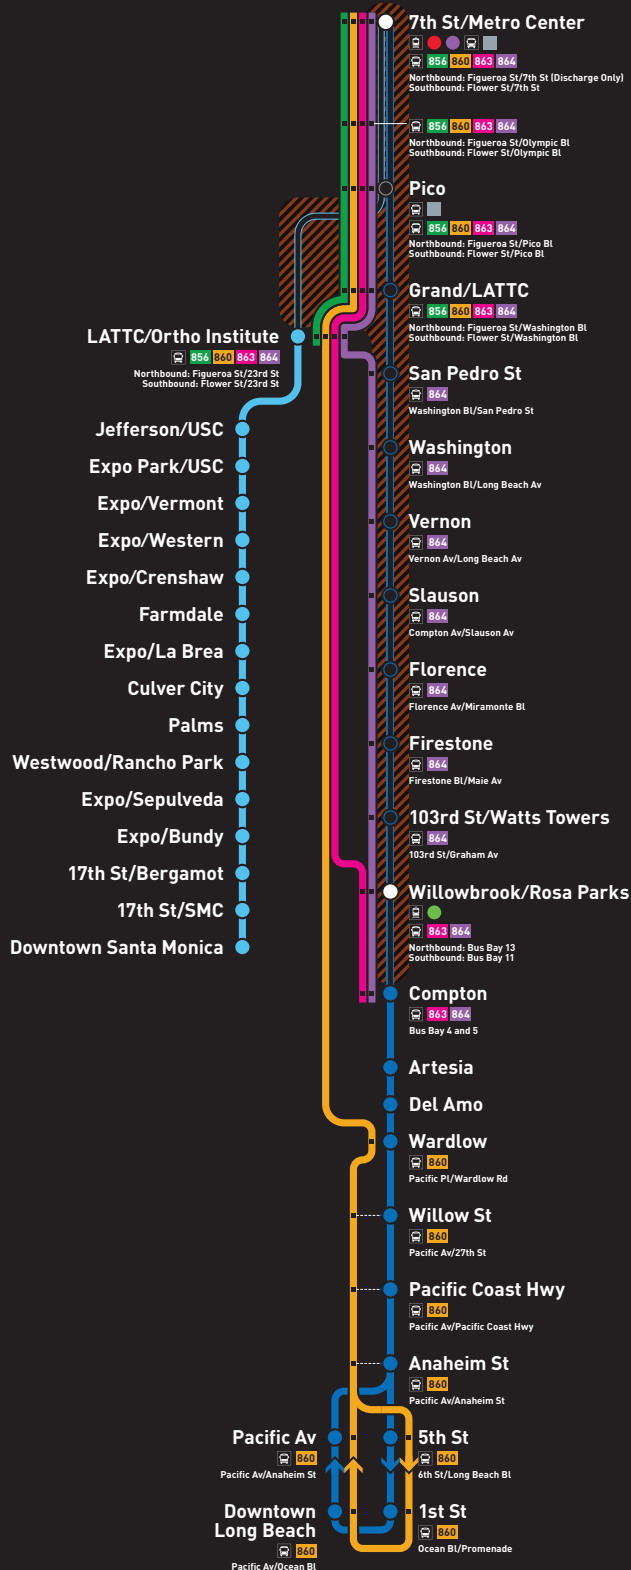 7th St/Metro Center
856 860 863 864
Northbound: Figueroa St/7th St (Discharge Only)
Southbound: Flower St/7th St
856 860 863 864
Northbound: Figueroa St/Olympic Bl
Southbound: Flower St/Olympic Bl
Pico
856 860 863 864
Northbound: Figueroa St/Pico Bl
Southbound: Flower St/Pico Bl
Grand/LATTC
856 860 863 864
Northbound: Figueroa St/Washington Bl
Southbound: Flower St/Washington Bl
LATTC/Ortho Institute
856 860 863 864
Northbound: Figueroa St/23rd St
Southbound: Flower St/23rd St
San Pedro St
864
Washington Bl/San Pedro St
Jefferson/USC
Washington
864
Washington Bl/Long Beach Av
Expo Park/USC
Expo/Vermont
Vernon
864
Vernon Av/Long Beach Av
Expo/Western
Expo/Crenshaw
Slauson
864
Compton Av/Slauson Av
Farmdale
Expo/La Brea
Florence
864
Florence Av/Miramonte Bl
Culver City
Palms
Firestone
864
Firestone Bl/Maie Av
Westwood/Rancho Park
Expo/Sepulveda
103rd St/Watts Towers
864
103rd St/Graham Av
Expo/Bundy
17th St/Bergamot
Willowbrook/Rosa Parks
863 864
Northbound: Bus Bay 13
Southbound: Bus Bay 11
17th St/SMC
Downtown Santa Monica
Compton
863 864
Bus Bay 4 and 5
Artesia
Del Amo
Wardlow
860
Pacific Pl/Wardlow Rd
Willow St
860
Pacific Av/27th St
Pacific Coast Hwy
860
Pacific Av/Pacific Coast Hwy
Anaheim St
860
Pacific Av/Anaheim St
Pacific Av
860
Pacific Av/Anaheim St
5th St
860
6th St/Long Beach Bl
Downtown
Long Beach
860
Pacific Av/Ocean Bl
1st St
860
Ocean Bl/Promenade